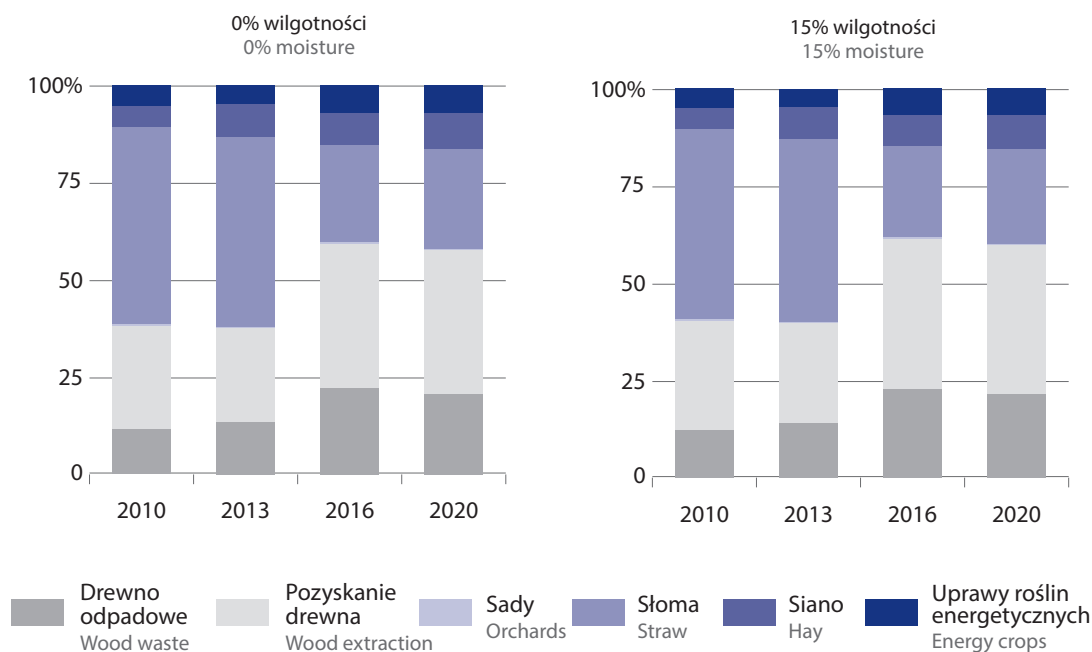 0% wilgotności
0% moisture
100%
75
50
25
0
2010 2013 2016 2020
15% wilgotności
15% moisture
100%
75
50
25
0
2010 2013 2016 2020
Drewno
odpadowe
Wood waste
Pozyskanie
drewna
Wood extraction
Sady
Orchards
Słoma
Straw
Siano
Hay
Uprawy roślin
energetycznych
Energy crops